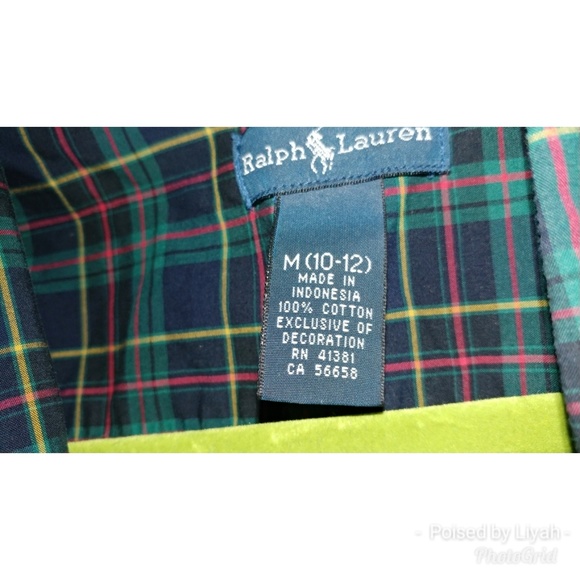 Ralph Lauren
M (10-12)
MADE IN
INDONESIA
100% COTTON
EXCLUSIVE OF
DECORATION
RN 41381
CA 56658
- Poised by Liyah -
PhotoGrid